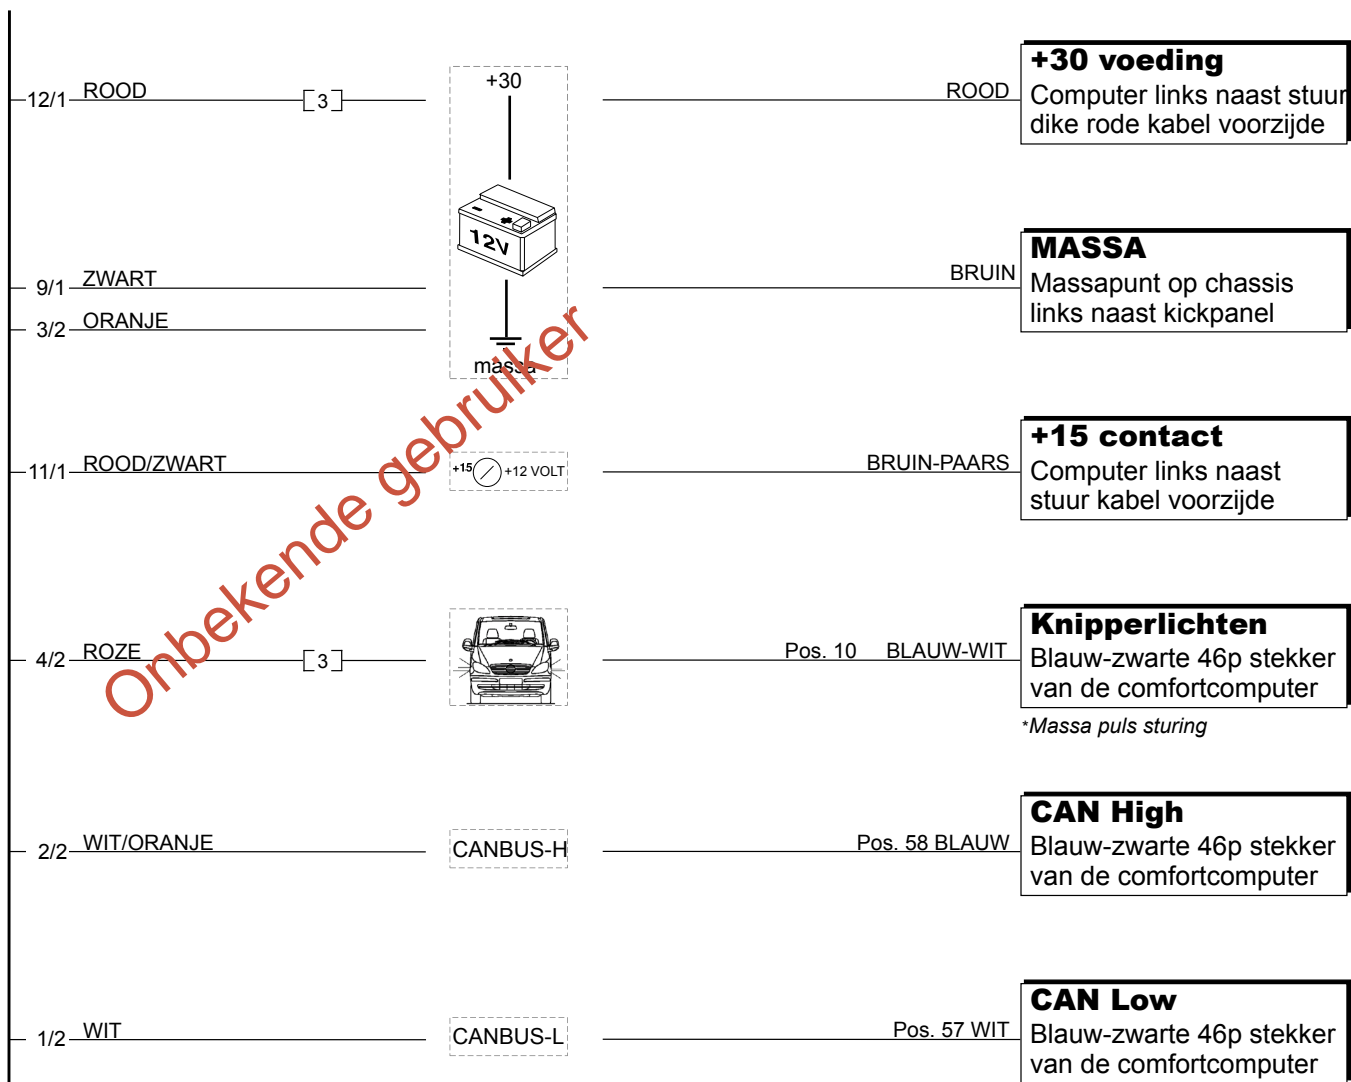 12/1 ROOD [3] +30 ROOD
+30 voeding
Computer links naast stuur
dike rode kabel voorzijde
12V
9/1 ZWART BRUIN
3/2 ORANJE
massa
MASSA
Massapunt op chassis
links naast kickpanel
11/1 ROOD/ZWART +15 +12 VOLT BRUIN-PAARS
+15 contact
Computer links naast
stuur kabel voorzijde
4/2 ROZE [3] Pos. 10 BLAUW-WIT
Knipperlichten
Blauw-zwarte 46p stekker
van de comfortcomputer
*Massa puls sturing
2/2 WIT/ORANJE CANBUS-H Pos. 58 BLAUW
CAN High
Blauw-zwarte 46p stekker
van de comfortcomputer
1/2 WIT CANBUS-L Pos. 57 WIT
CAN Low
Blauw-zwarte 46p stekker
van de comfortcomputer
Onbekende gebruiker